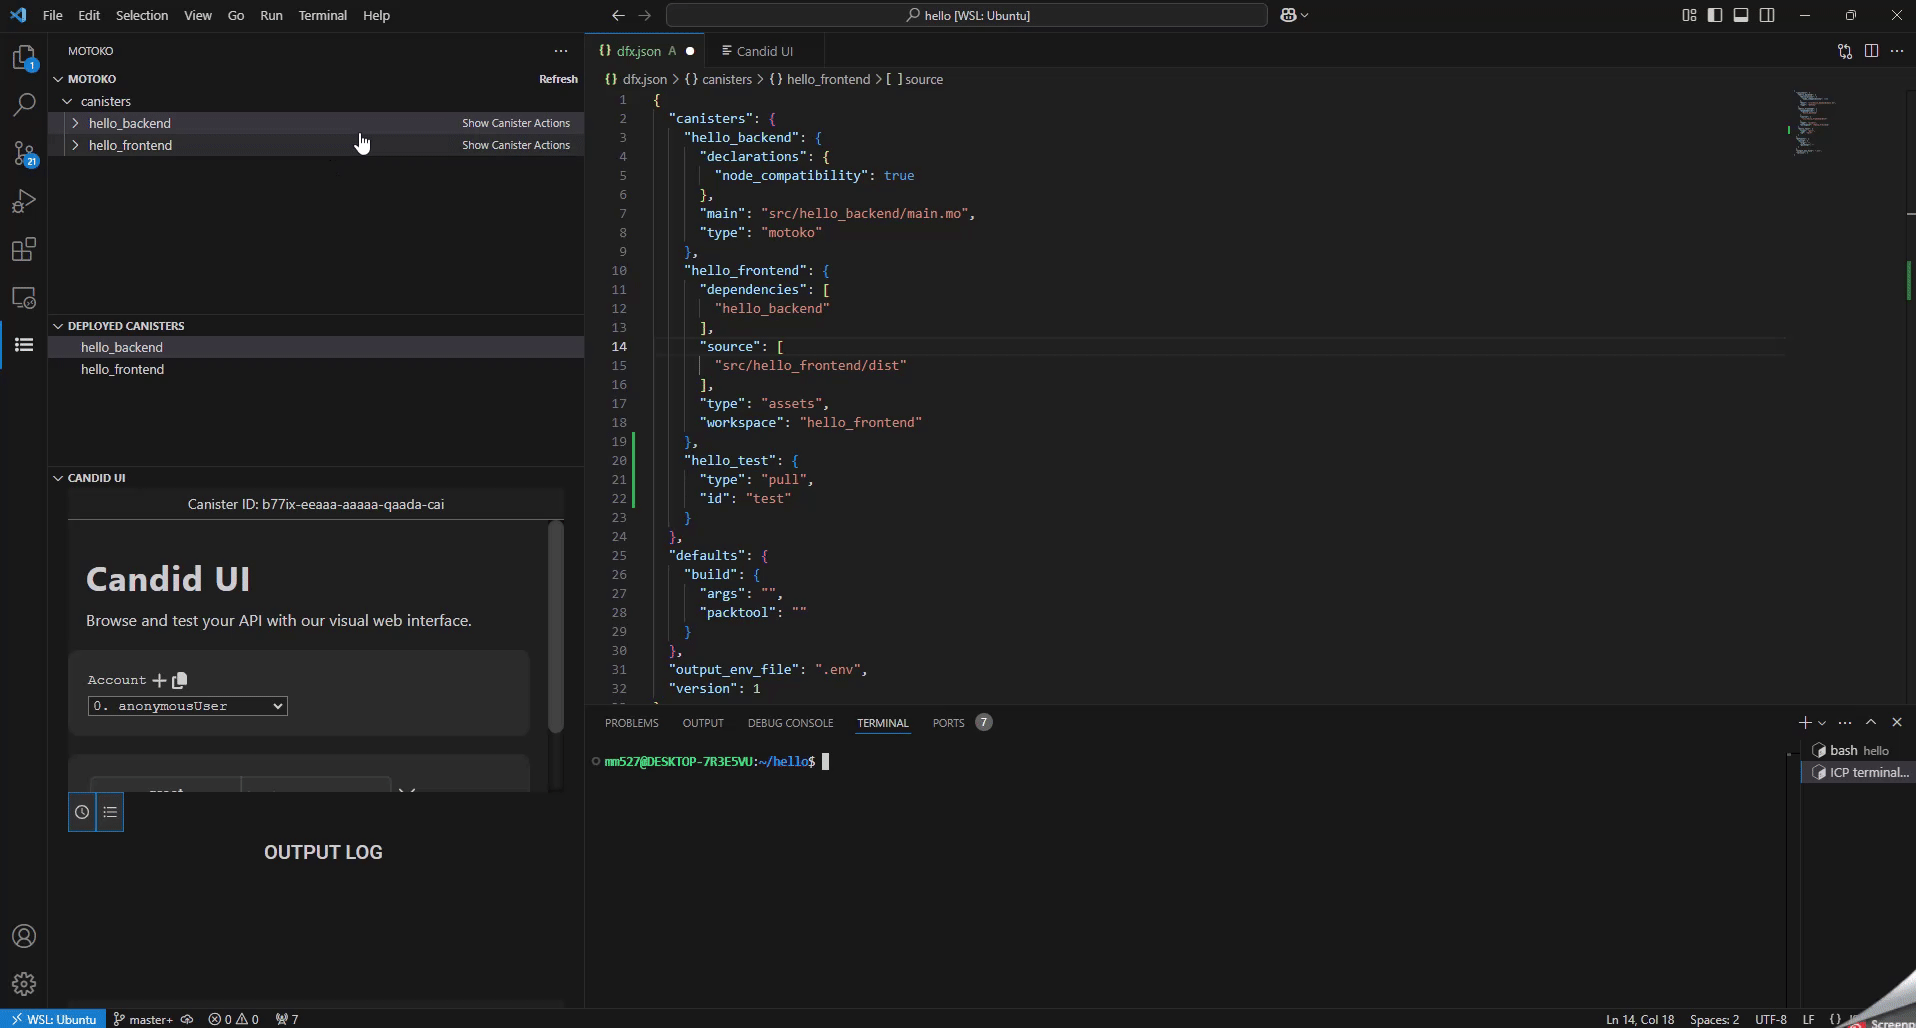 File Edit Selection View Go Run Terminal Help
hello [WSL: Ubuntu]
1
21
MOTOKO
MOTOKO Refresh
canisters
hello_backend Show Canister Actions
hello_frontend Show Canister Actions
DEPLOYED CANISTERS
hello_backend
hello_frontend
CANDID UI
Canister ID: b77ix-eeaaa-aaaaa-qaada-cai
Candid UI
Browse and test your API with our visual web interface.
Account
0. anonymousUser
OUTPUT LOG
dfx.json A Candid UI
dfx.json > {} canisters > {} hello_frontend > [ ] source
1 {
2 "canisters": {
3 "hello_backend": {
4 "declarations": {
5 "node_compatibility": true
6 },
7 "main": "src/hello_backend/main.mo",
8 "type": "motoko"
9 },
10 "hello_frontend": {
11 "dependencies": [
12 "hello_backend"
13 ],
14 "source": [
15 "src/hello_frontend/dist"
16 ],
17 "type": "assets",
18 "workspace": "hello_frontend"
19 },
20 "hello_test": {
21 "type": "pull",
22 "id": "test"
23 }
24 },
25 "defaults": {
26 "build": {
27 "args": "",
28 "packtool": ""
29 }
30 },
31 "output_env_file": ".env",
32 "version": 1
PROBLEMS OUTPUT DEBUG CONSOLE TERMINAL PORTS 7
mm527@DESKTOP-7R3E5VU:~/hello$
bash hello
ICP terminal...
WSL: Ubuntu master+ 0 0 7
Ln 14, Col 18 Spaces: 2 UTF-8 LF {}